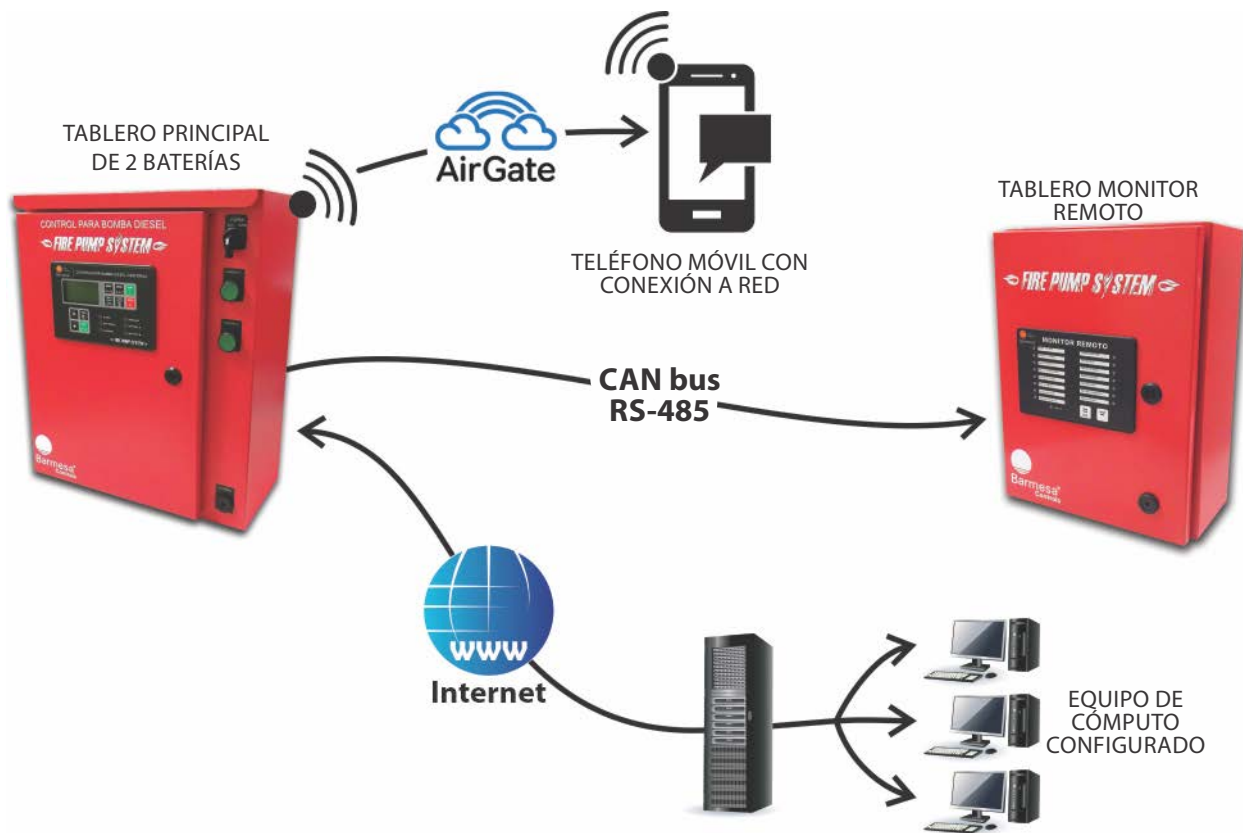 TABLERO PRINCIPAL
DE 2 BATERÍAS
AirGate
TELÉFONO MÓVIL CON
CONEXIÓN A RED
TABLERO MONITOR
REMOTO
CONTROL PARA BOMBA DIESEL
FIRE PUMP SYSTEM
Barmesa
Controls
FIRE PUMP SYSTEM
MONITOR REMOTO
Barmesa
Controls
CAN bus
RS-485
www
Internet
EQUIPO DE
CÓMPUTO
CONFIGURADO